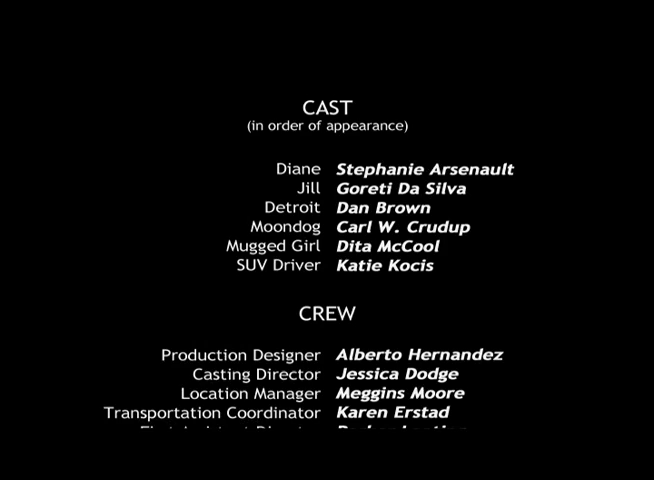 CAST
(in order of appearance)
Diane Stephanie Arsenault
Jill Goreti Da Silva
Detroit Dan Brown
Moondog Carl W. Crudup
Mugged Girl Dita McCool
SUV Driver Katie Kocis
CREW
Production Designer Alberto Hernandez
Casting Director Jessica Dodge
Location Manager Meggins Moore
Transportation Coordinator Karen Erstad